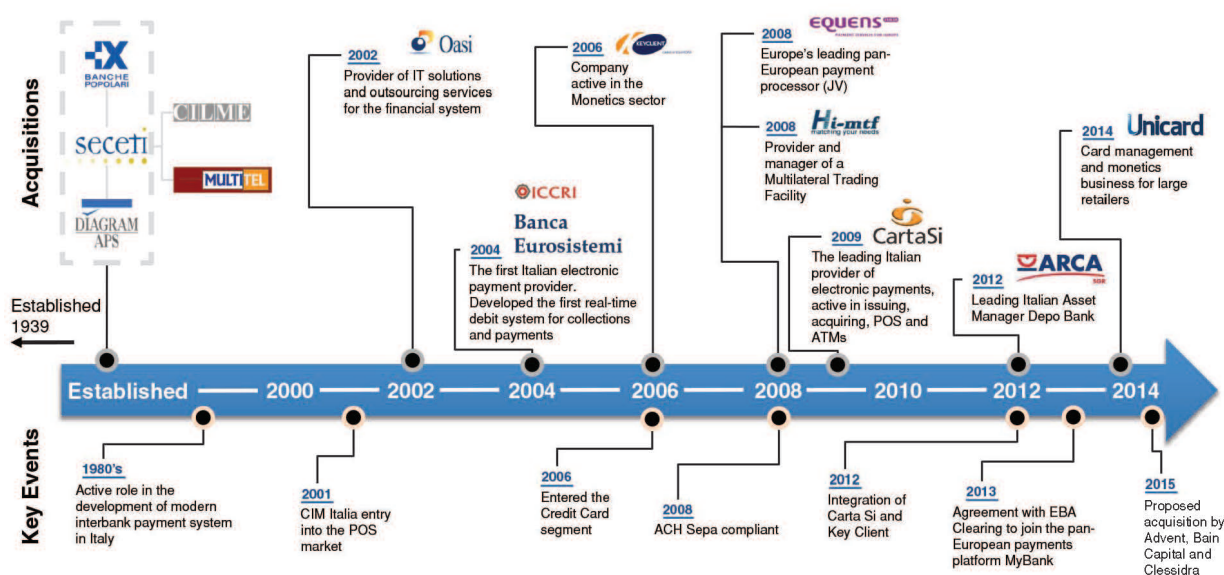 Acquisitions
BANCHE
POPOLARI
seceti
CILME
MULTITEL
DIAGRAM
APS
2002
Oasi
Provider of IT solutions
and outsourcing services
for the financial system
2004
ICCRI
Banca
Eurosistemi
The first Italian electronic
payment provider.
Developed the first real-time
debit system for collections
and payments
2006
KEYCLIENT
Company
active in the
Monetics sector
2008
EQUENS
Europe's leading pan-
European payment
processor (JV)
2008
Hi-mtf
matching your needs
Provider and
manager of a
Multilateral Trading
Facility
2009
CartaSi
The leading Italian
provider of
electronic payments,
active in issuing,
acquiring, POS and
ATMs
2012
ARCA
SGR
Leading Italian Asset
Manager Depo Bank
2014
Unicard
Card management
and monetics
business for large
retailers
Established
1939
Established 2000 2002 2004 2006 2008 2010 2012 2014
Key Events
1980's
Active role in the
development of modern
interbank payment system
in Italy
2001
CIM Italia entry
into the POS
market
2006
Entered the
Credit Card
segment
2008
ACH Sepa compliant
2012
Integration of
Carta Si and
Key Client
2013
Agreement with EBA
Clearing to join the pan-
European payments
platform MyBank
2015
Proposed
acquisition by
Advent, Bain
Capital and
Clessidra